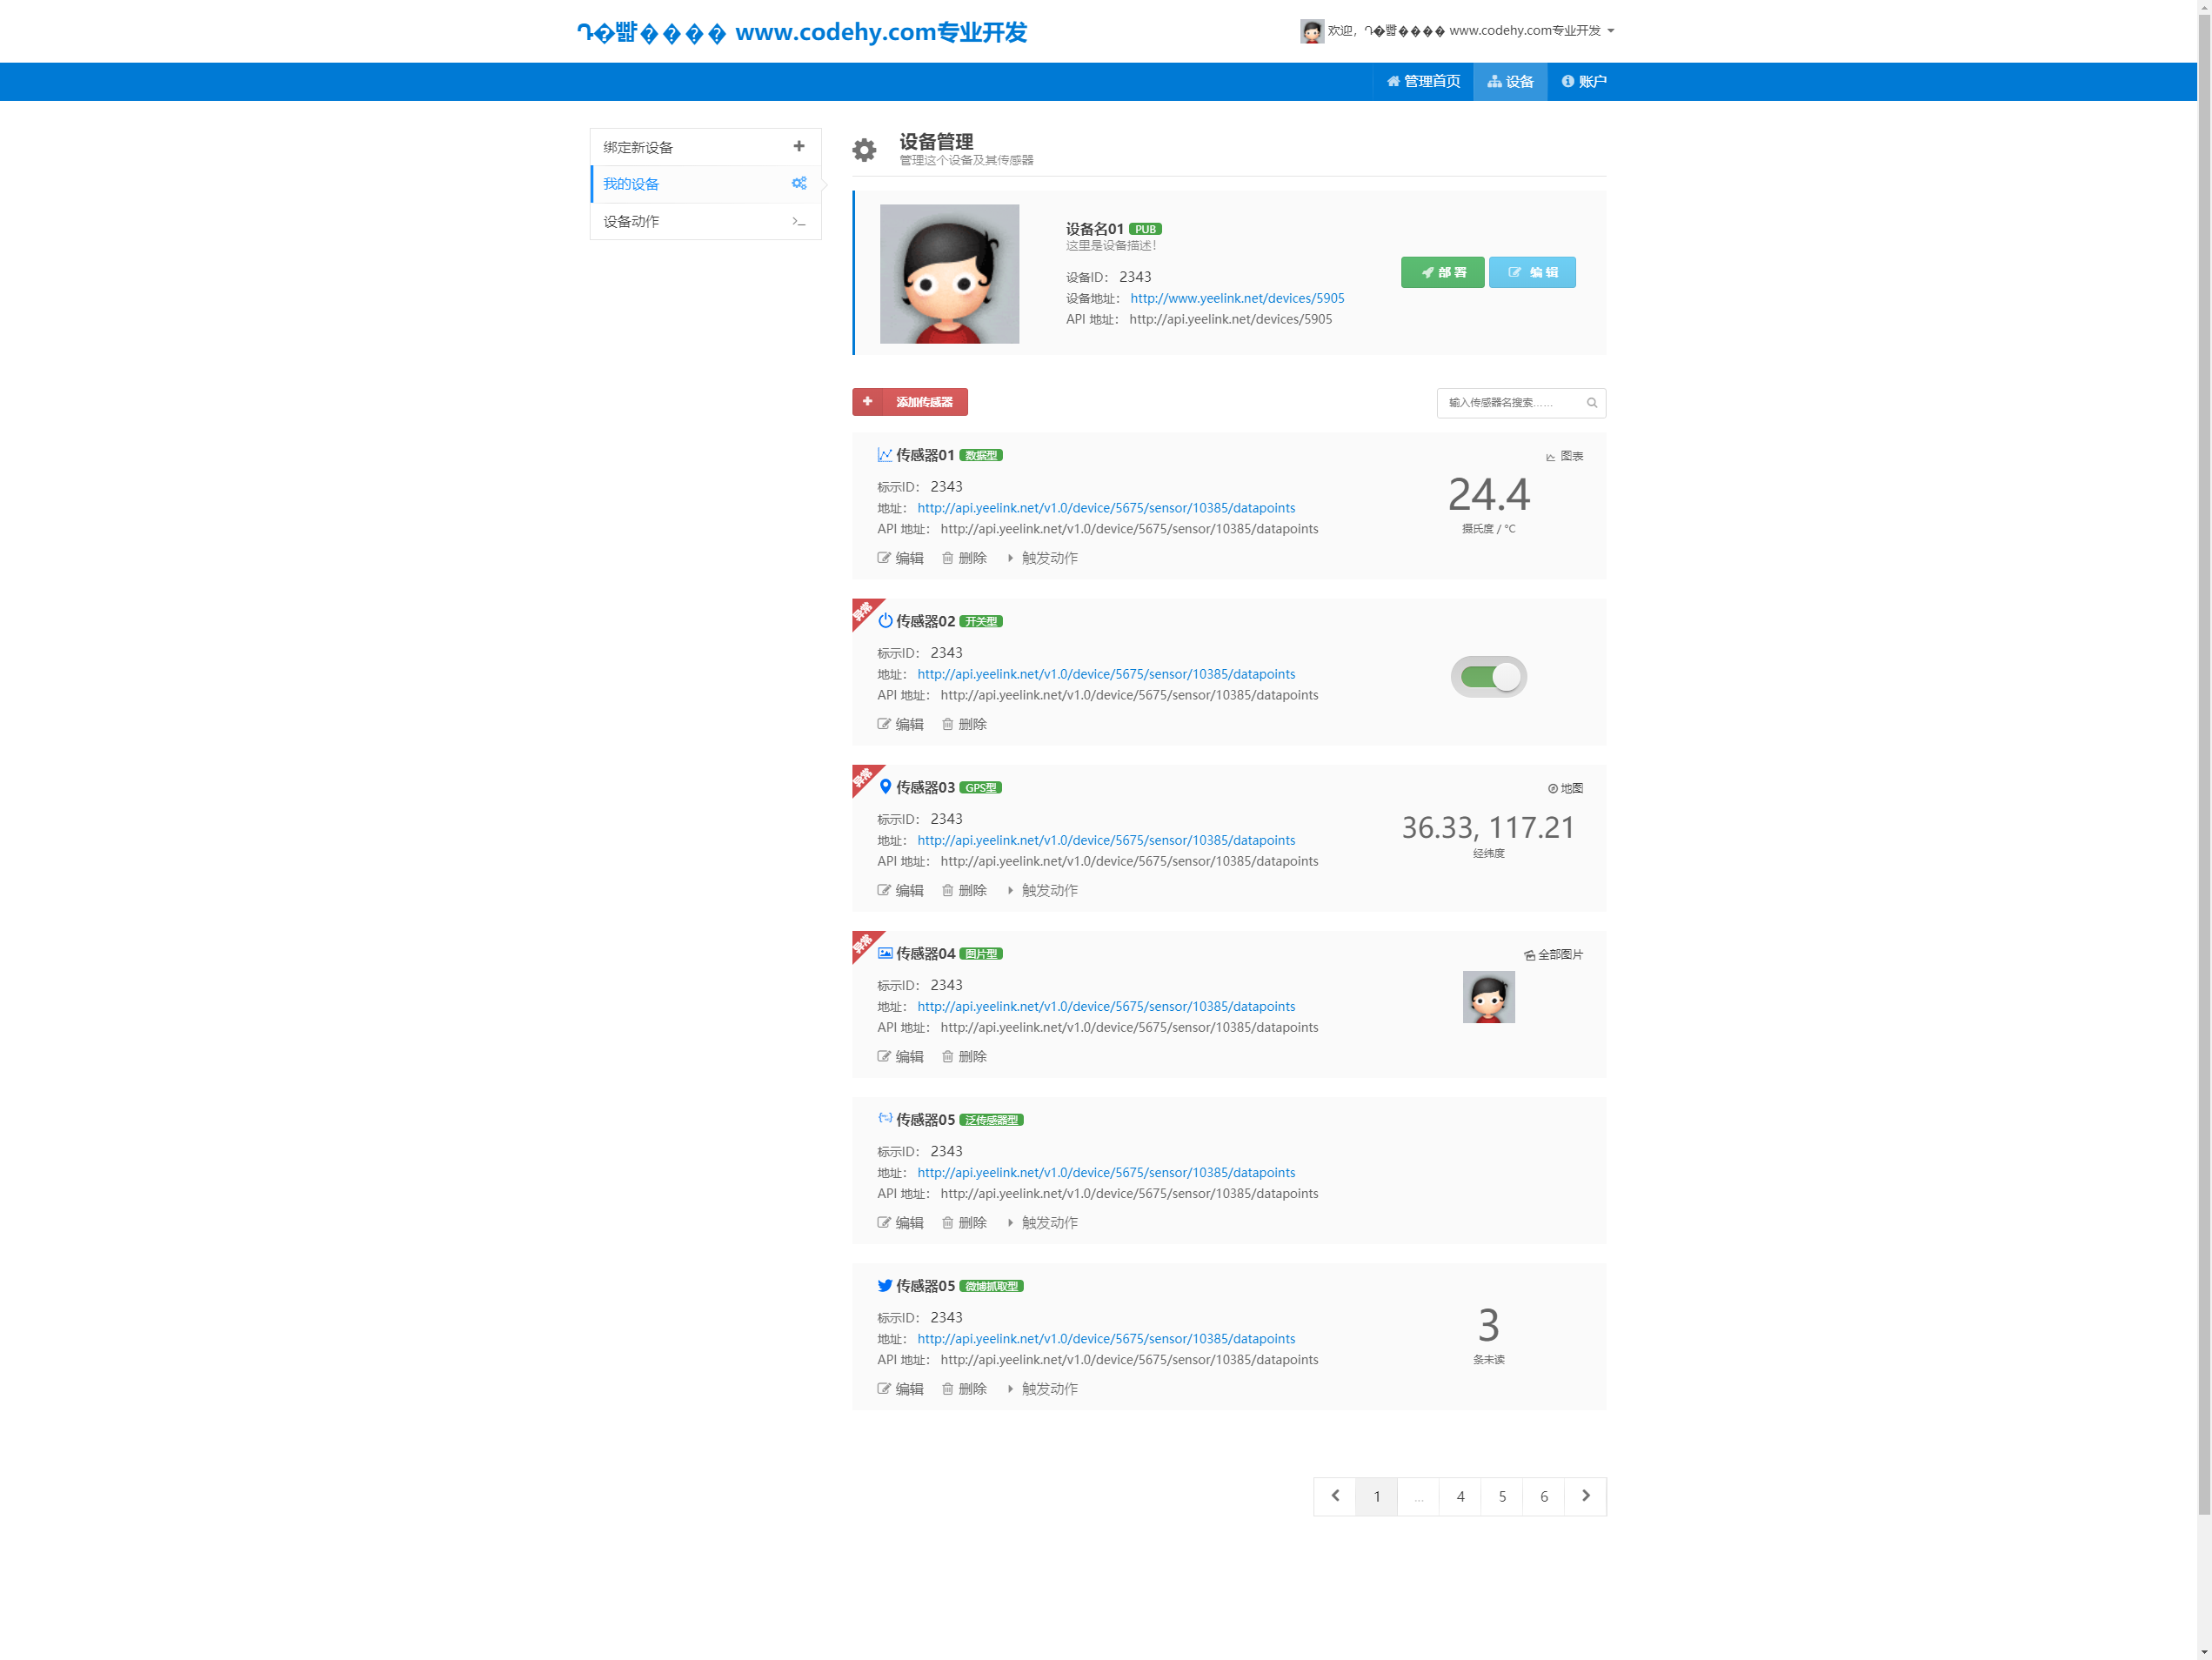 www.codehy.com专业开发
欢迎， www.codehy.com专业开发
管理首页
设备
账户
绑定新设备
我的设备
设备动作
设备管理
管理这个设备及其传感器
设备名01 PUB
这里是设备描述！
设备ID： 2343
设备地址： http://www.yeelink.net/devices/5905
API 地址： http://api.yeelink.net/devices/5905
部 署
编 辑
添加传感器
输入传感器名搜索……
传感器01 数据型
图表
标示ID： 2343
地址： http://api.yeelink.net/v1.0/device/5675/sensor/10385/datapoints
API 地址： http://api.yeelink.net/v1.0/device/5675/sensor/10385/datapoints
24.4
摄氏度 / °C
编辑 删除 触发动作
异常
传感器02 开关型
标示ID： 2343
地址： http://api.yeelink.net/v1.0/device/5675/sensor/10385/datapoints
API 地址： http://api.yeelink.net/v1.0/device/5675/sensor/10385/datapoints
编辑 删除
异常
传感器03 GPS型
地图
标示ID： 2343
地址： http://api.yeelink.net/v1.0/device/5675/sensor/10385/datapoints
API 地址： http://api.yeelink.net/v1.0/device/5675/sensor/10385/datapoints
36.33, 117.21
经纬度
编辑 删除 触发动作
异常
传感器04 图片型
全部图片
标示ID： 2343
地址： http://api.yeelink.net/v1.0/device/5675/sensor/10385/datapoints
API 地址： http://api.yeelink.net/v1.0/device/5675/sensor/10385/datapoints
编辑 删除
传感器05 泛传感器型
标示ID： 2343
地址： http://api.yeelink.net/v1.0/device/5675/sensor/10385/datapoints
API 地址： http://api.yeelink.net/v1.0/device/5675/sensor/10385/datapoints
编辑 删除 触发动作
传感器05 微博抓取型
标示ID： 2343
地址： http://api.yeelink.net/v1.0/device/5675/sensor/10385/datapoints
API 地址： http://api.yeelink.net/v1.0/device/5675/sensor/10385/datapoints
3
条未读
编辑 删除 触发动作
1 ... 4 5 6